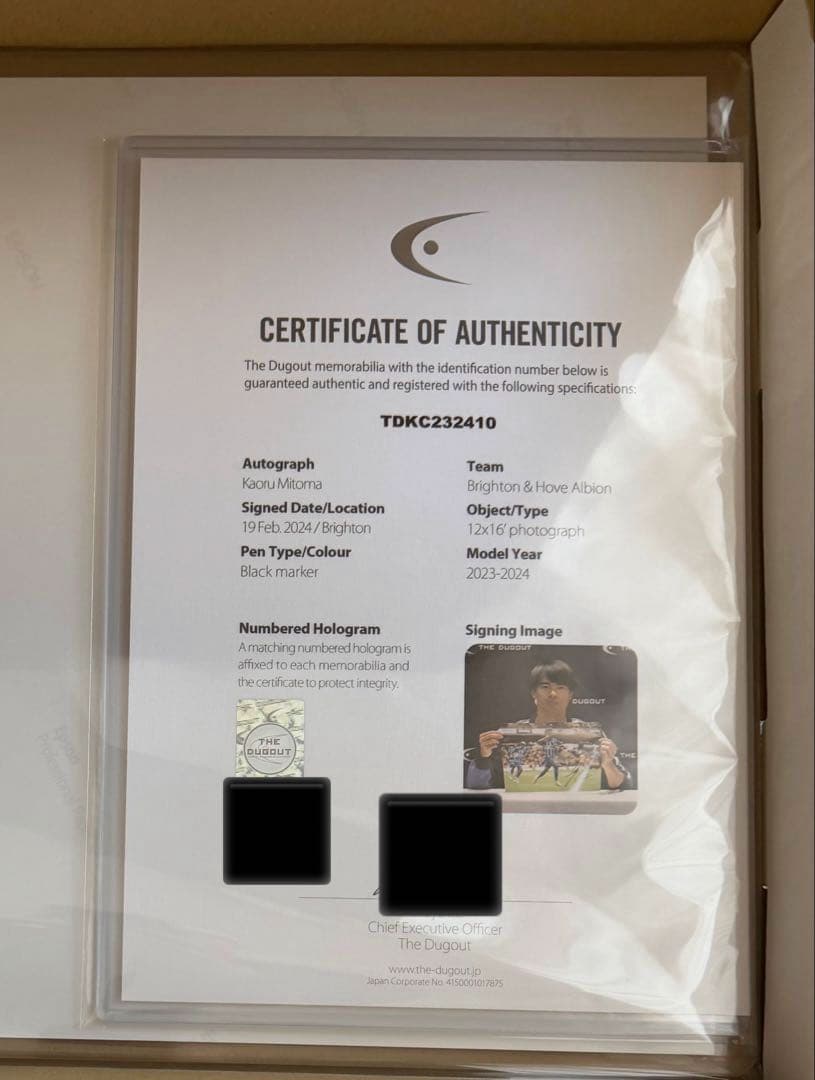 CERTIFICATE OF AUTHENTICITY
The Dugout memorabilia with the identification number below is
guaranteed authentic and registered with the following specifications:
TDKC232410
Autograph
Kaoru Mitoma
Team
Brighton & Hove Albion
Signed Date/Location
19 Feb. 2024 / Brighton
Object/Type
12x16' photograph
Pen Type/Colour
Black marker
Model Year
2023-2024
Numbered Hologram
A matching numbered hologram is
affixed to each memorabilia and
the certificate to protect integrity.
Signing Image
THE DUGOUT
DUGOUT
THE
THE
DUGOUT
Chief Executive Officer
The Dugout
www.the-dugout.jp
Japan Corporate No. 4150001017875